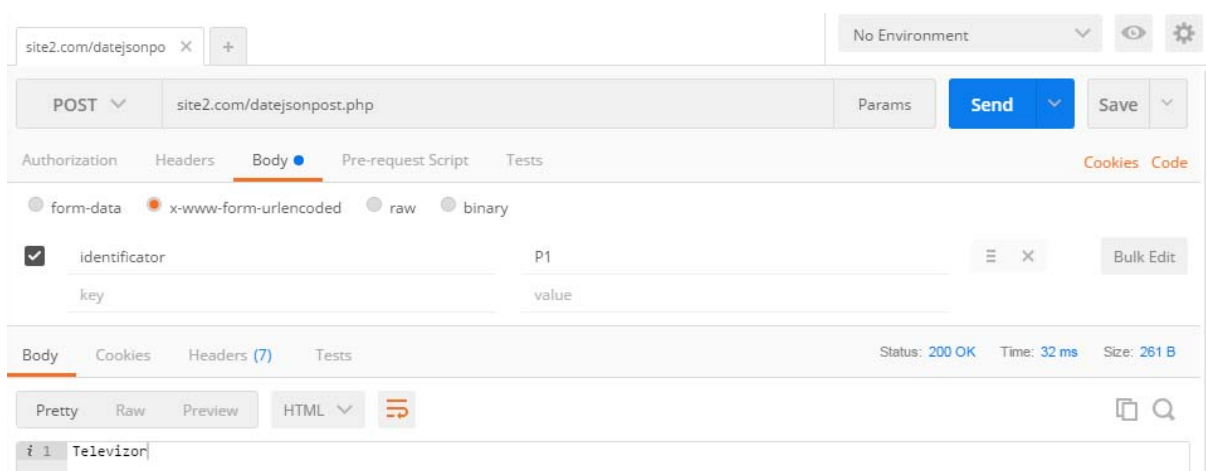 site2.com/datejsonpo × + No Environment
POST site2.com/datejsonpost.php Params Send Save
Authorization Headers Body Pre-request Script Tests Cookies Code
form-data x-www-form-urlencoded raw binary
identificator P1 Bulk Edit
key value
Body Cookies Headers (7) Tests Status: 200 OK Time: 32 ms Size: 261 B
Pretty Raw Preview HTML
i 1 Televizor